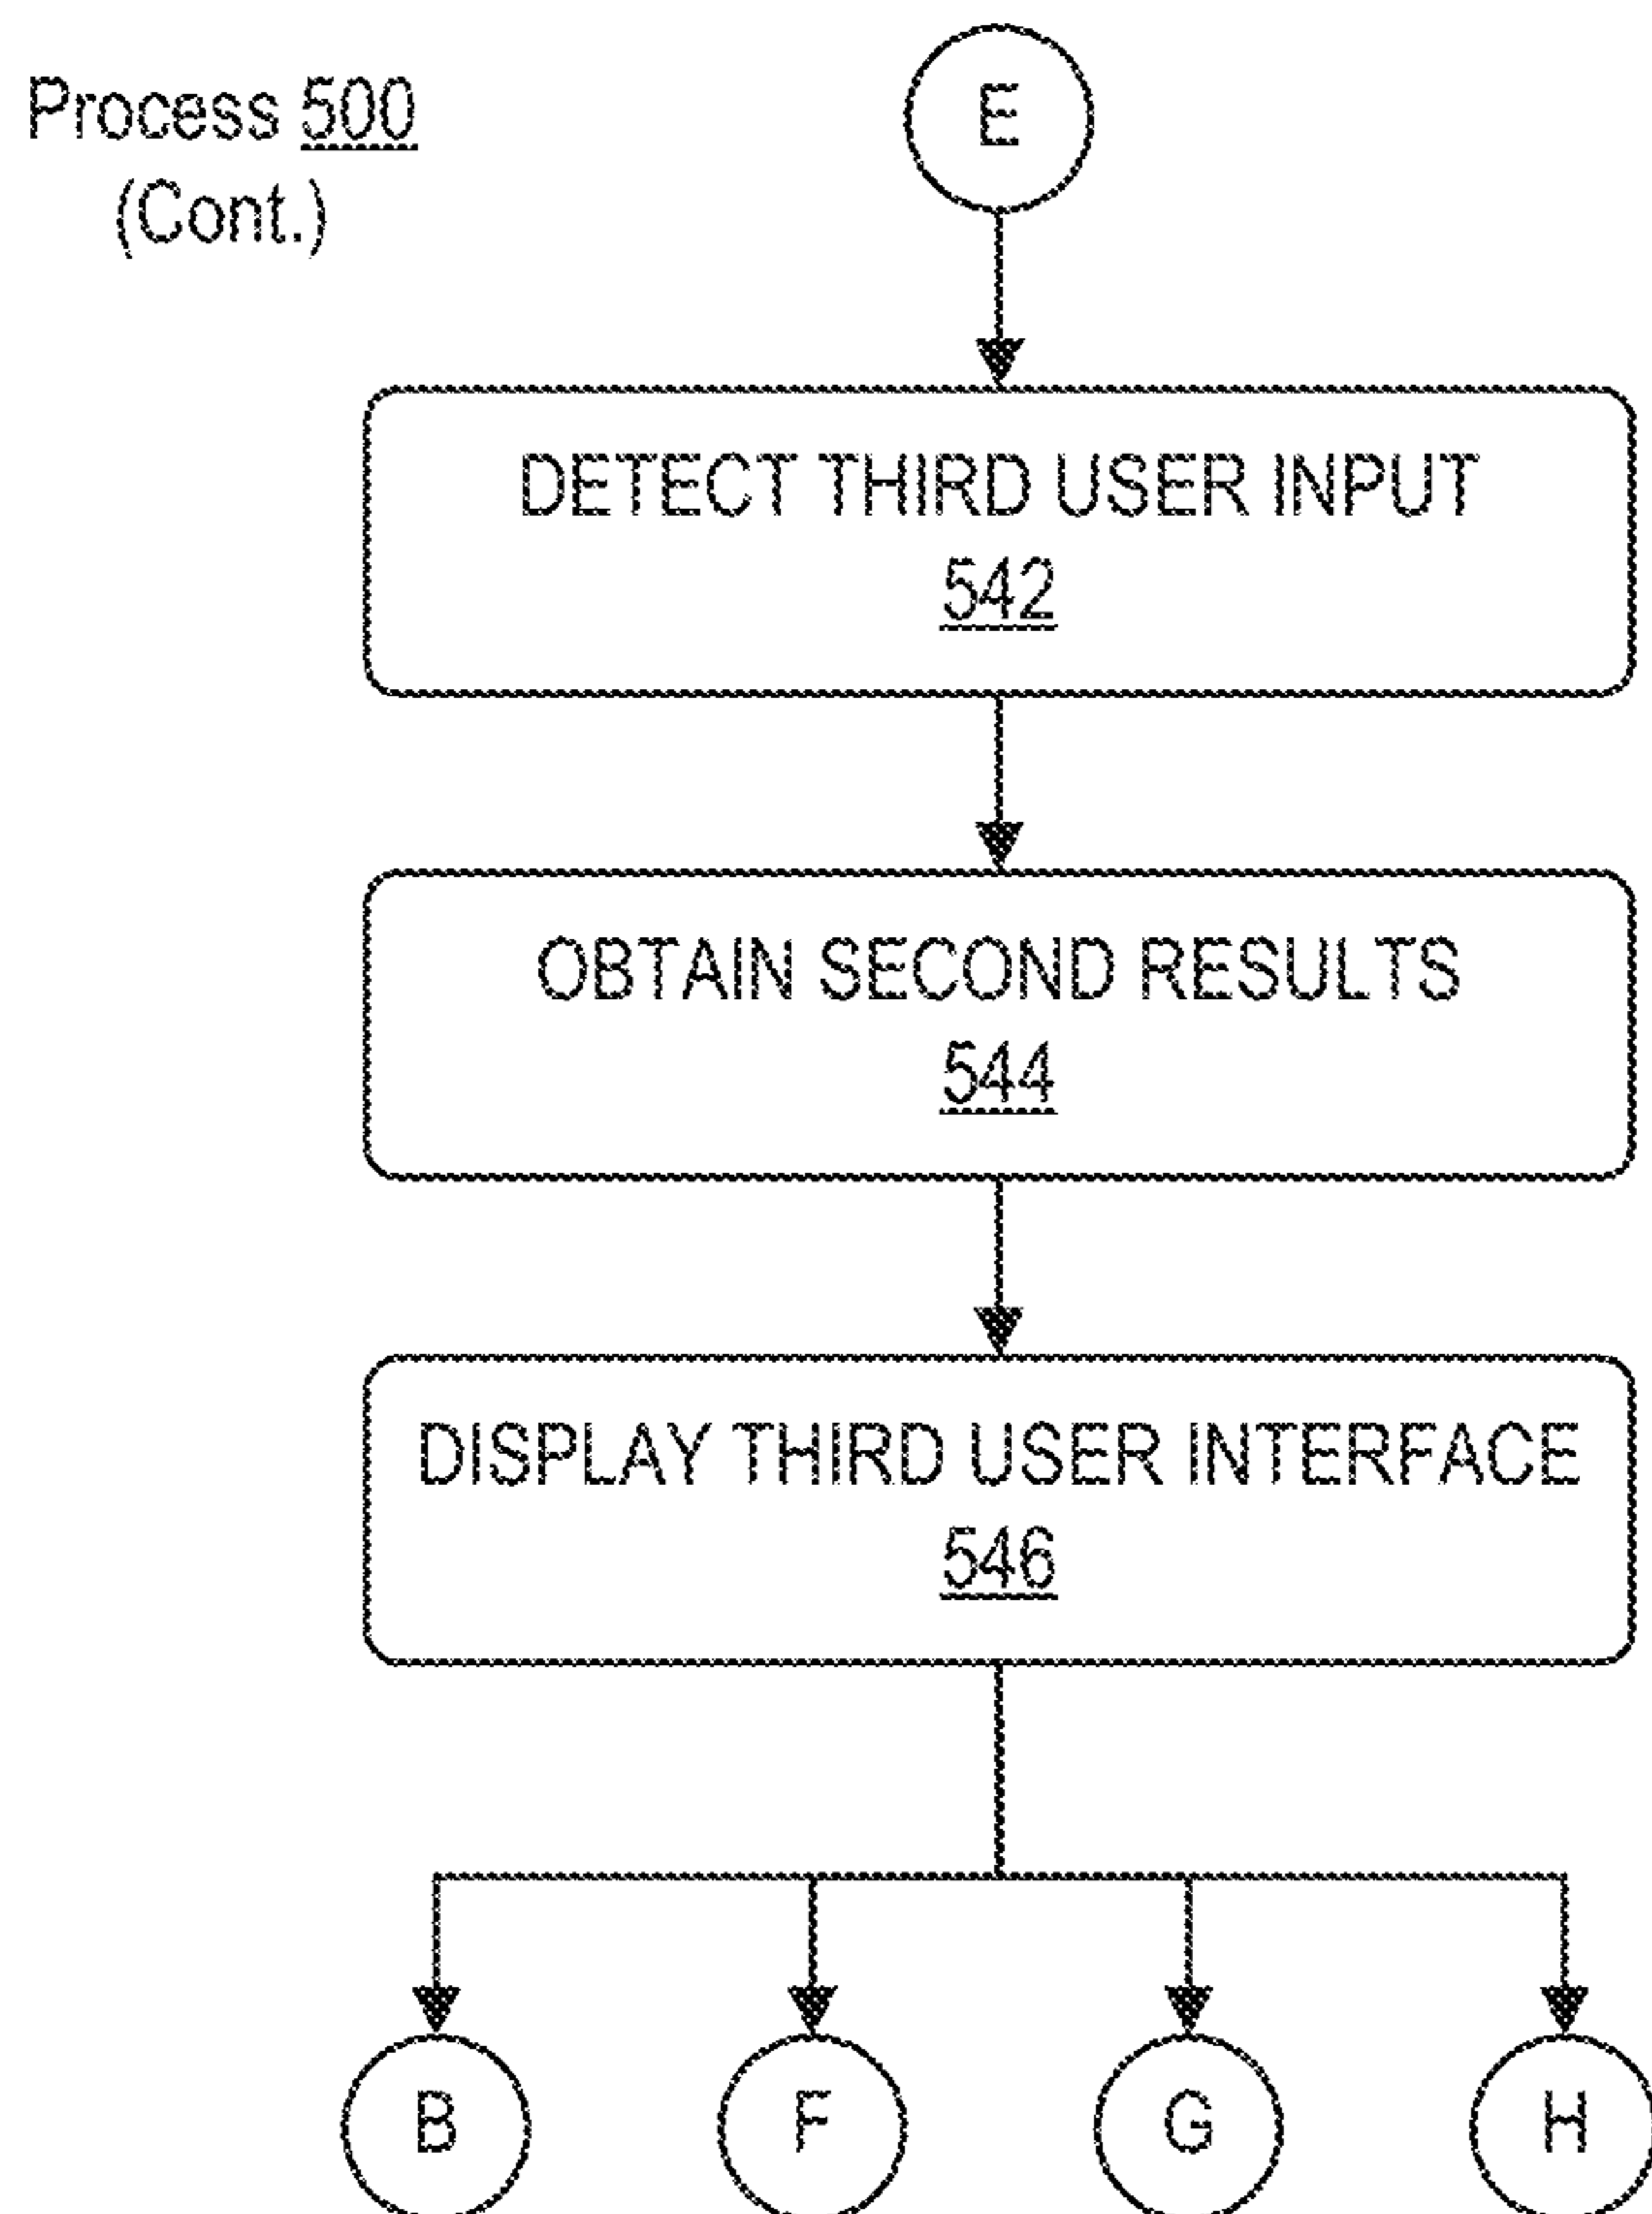 Process 500
(Cont.)
E
DETECT THIRD USER INPUT
542
OBTAIN SECOND RESULTS
544
DISPLAY THIRD USER INTERFACE
546
B F G H